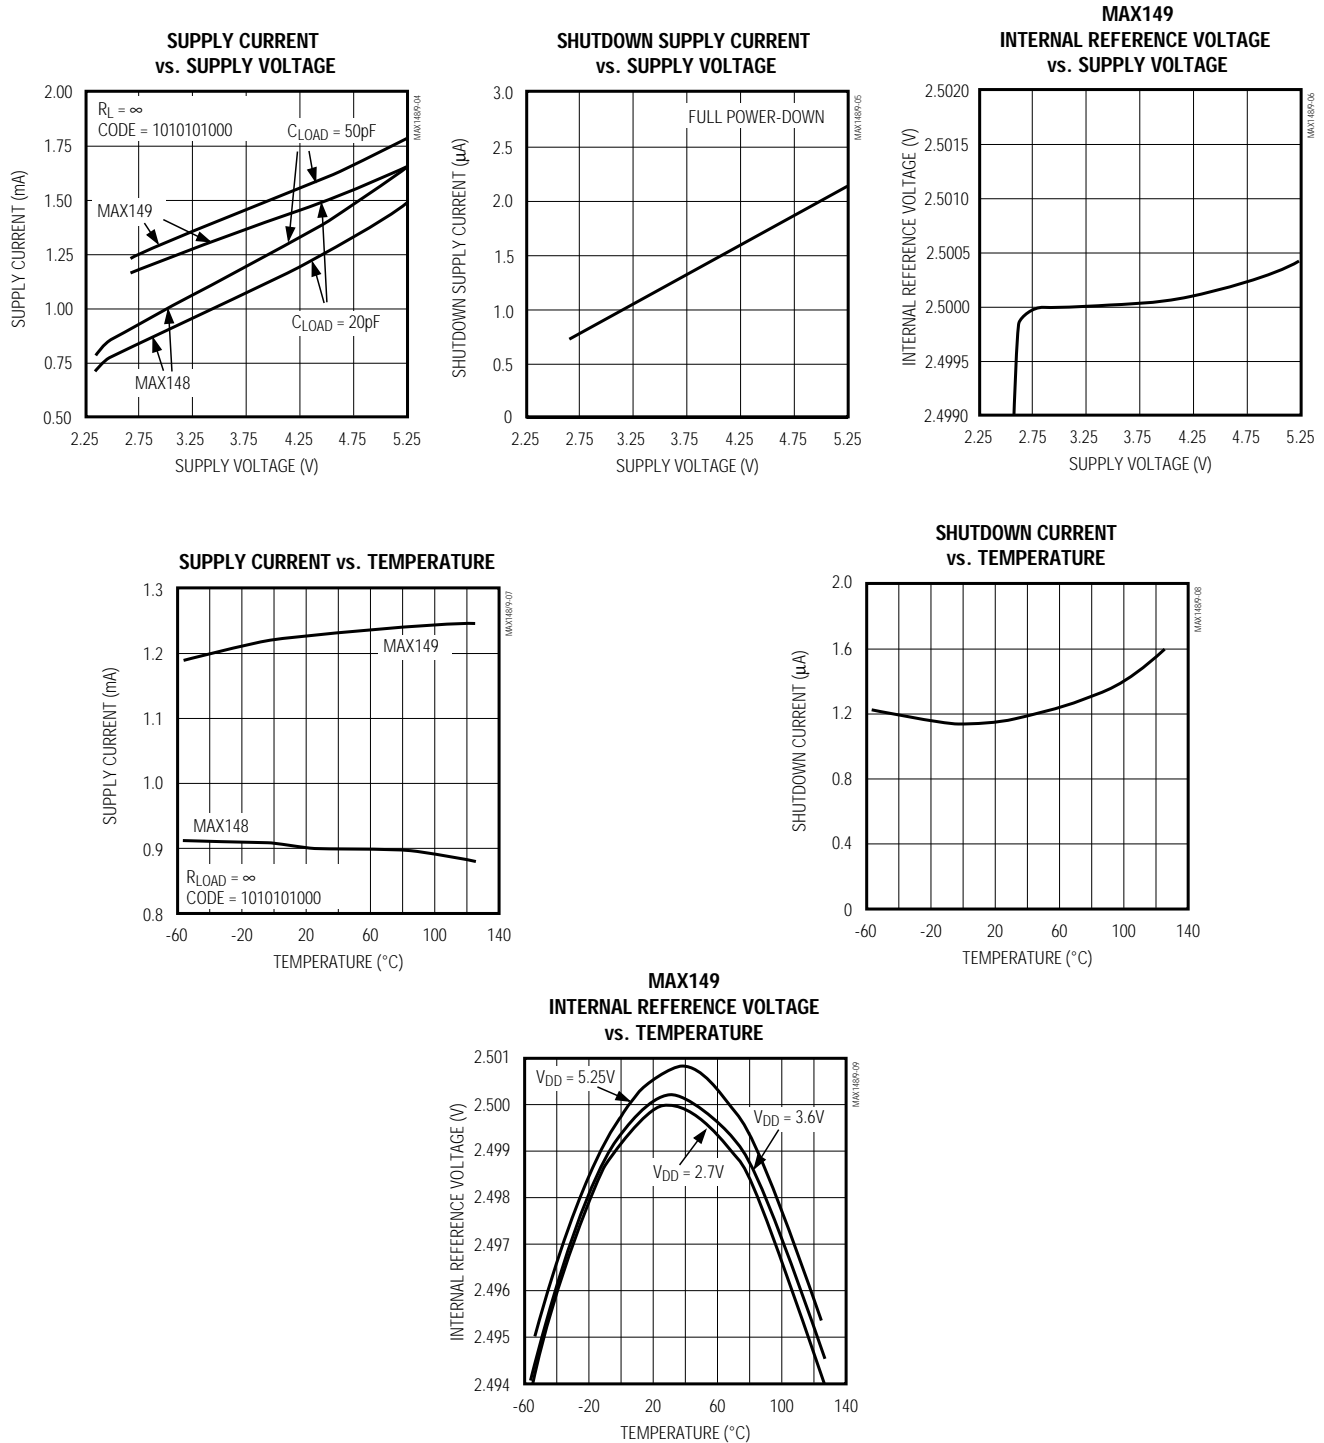 SUPPLY CURRENT
vs. SUPPLY VOLTAGE
2.00
1.75
1.50
1.25
1.00
0.75
0.50
SUPPLY CURRENT (mA)
RL = ∞
CODE = 1010101000
CLOAD = 50pF
MAX149
CLOAD = 20pF
MAX148
MAX148/9-04
2.25 2.75 3.25 3.75 4.25 4.75 5.25
SUPPLY VOLTAGE (V)
SHUTDOWN SUPPLY CURRENT
vs. SUPPLY VOLTAGE
3.0
2.5
2.0
1.5
1.0
0.5
0
SHUTDOWN SUPPLY CURRENT (µA)
FULL POWER-DOWN
MAX148/9-05
2.25 2.75 3.25 3.75 4.25 4.75 5.25
SUPPLY VOLTAGE (V)
MAX149
INTERNAL REFERENCE VOLTAGE
vs. SUPPLY VOLTAGE
2.5020
2.5015
2.5010
2.5005
2.5000
2.4995
2.4990
INTERNAL REFERENCE VOLTAGE (V)
MAX148/9-06
2.25 2.75 3.25 3.75 4.25 4.75 5.25
SUPPLY VOLTAGE (V)
SUPPLY CURRENT vs. TEMPERATURE
1.3
1.2
1.1
1.0
0.9
0.8
SUPPLY CURRENT (mA)
MAX149
MAX148
RLOAD = ∞
CODE = 1010101000
MAX148/9-07
-60 -20 20 60 100 140
TEMPERATURE (°C)
SHUTDOWN CURRENT
vs. TEMPERATURE
2.0
1.6
1.2
0.8
0.4
0
SHUTDOWN CURRENT (µA)
MAX148/9-08
-60 -20 20 60 100 140
TEMPERATURE (°C)
MAX149
INTERNAL REFERENCE VOLTAGE
vs. TEMPERATURE
2.501
2.500
2.499
2.498
2.497
2.496
2.495
2.494
INTERNAL REFERENCE VOLTAGE (V)
VDD = 5.25V
VDD = 3.6V
VDD = 2.7V
MAX148/9-09
-60 -20 20 60 100 140
TEMPERATURE (°C)